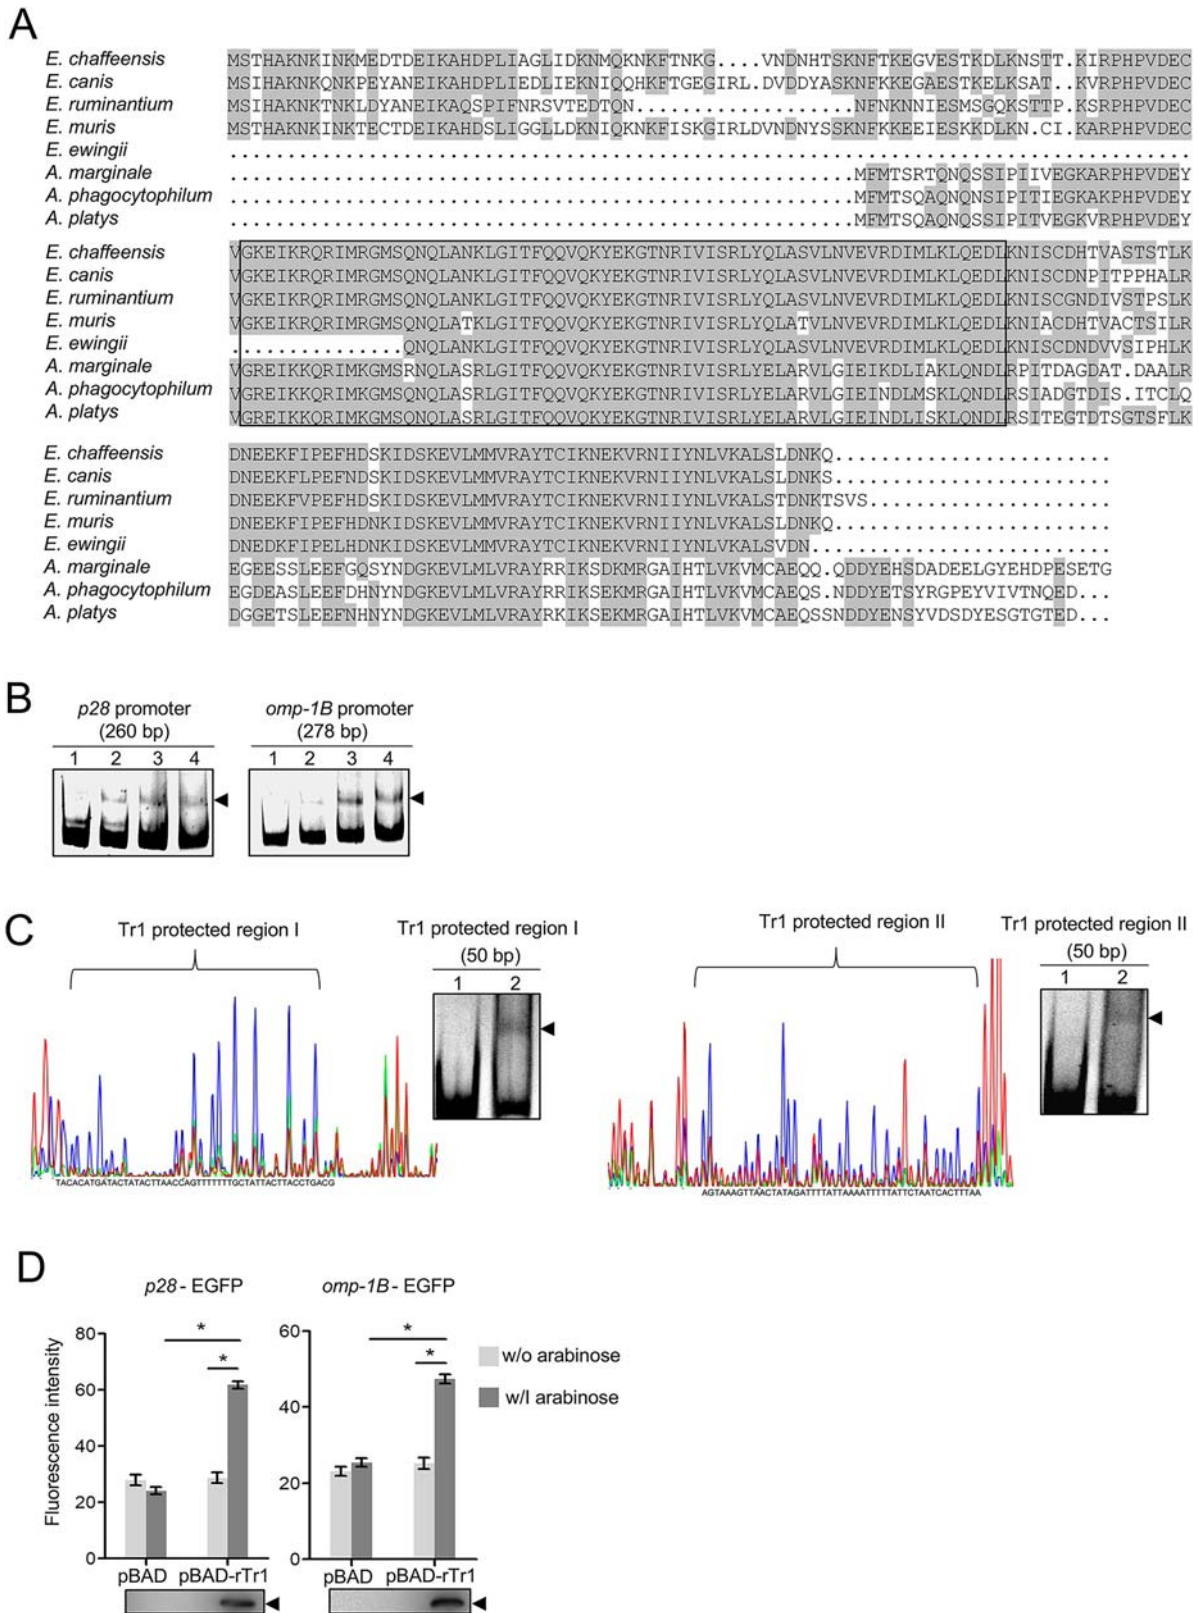 A
E. chaffeensis MSTHAKNKINKMEDTDEIKAHDPLIAGLIDKNMQKNKFTNKG....VNDNHTSKNFTKEGVESTKDLKNSTT.KIRPHPVDEC
E. canis MSIHAKNKQNKPEYANEIKAHDPLIEDLIEKNIQQHKFTGEGIRL.DVDDYASKNFTKEGAESTKELKSAT..KVRPHPVDEC
E. ruminantium MSIHAKNKTNKLDYANEIKAQSPIFNRSVTEDTQN...................NFNKNNIESMSGQKSTTP.KSRPHPVDEC
E. muris MSTHAKNKINKTECTDEIKAHDSLIGGLLDKNIQKNKFISKGIRLDVNDNYSSKNFKKEEIESKKDLKN.CI.KARPHPVDEC
E. ewingii ...................................................................................
A. marginale ......................................................MFMTSRTQNQSSIPIIVEGKARPHPVDEY
A. phagocytophilum ......................................................MFMTSQAQNQNSIPITIEGKAKPHPVDEY
A. platys ......................................................MFMTSQAQNQNSIPITVEGKVRPHPVDEY
E. chaffeensis VGKEIKRQRIMRGMSQNQLANKLGITFQQVQKYEKGTNRIVISRLYQLASVLNVEVRDIMLKLQEDLKNISCDHTVASTSTLK
E. canis VGKEIKRQRIMRGMSQNQLANKLGITFQQVQKYEKGTNRIVISRLYQLASVLNVEVRDIMLKLQEDLKNISCDNPITPPHALR
E. ruminantium VGKEIKRQRIMRGMSQNQLANKLGITFQQVQKYEKGTNRIVISRLYQLASVLNVEVRDIMLKLQEDLKNISCGNDIVSTPSLK
E. muris VGKEIKRQRIMRGMSQNQLATKLGITFQQVQKYEKGTNRIVISRLYQLATVLNVEVRDIMLKLQEDLKNIACDHTVACTSILR
E. ewingii ...............QNQLANKLGITFQQVQKYEKGTNRIVISRLYQLASVLNVEVRDIMLKLQEDLKNISCDNDVVSIPHLK
A. marginale VGREIKKQRIMKGMSRNQLASRLGITFQQVQKYEKGTNRIVISRLYELARVLGIEIKDLIAKLQNDLRPITDAGDAT.DAALR
A. phagocytophilum VGREIKKQRIMKGMSQNQLASRLGITFQQVQKYEKGTNRIVISRLYELARVLGIEINDLMSKLQNDLRSIADGTDIS.ITCLQ
A. platys VGREIKKQRIMKGMSQNQLASRLGITFQQVQKYEKGTNRIVISRLYELARVLGIEINDLISKLQNDLRSITEGTDTSGTSFLK
E. chaffeensis DNEEKFIPEFHDSKIDSKEVLMMVRAYTCIKNEKVRNIIYNLVKALSLDNKQ........................
E. canis DNEEKFLPEFNDSKIDSKEVLMMVRAYTCIKNEKVRNIIYNLVKALSLDNKS........................
E. ruminantium DNEEKFVPEFHDSKIDSKEVLMMVRAYTCIKNEKVRNIIYNLVKALSTDNKTSVS.....................
E. muris DNEEKFIPEFHDNKIDSKEVLMMVRAYTCIKNEKVRNIIYNLVKALSLDNKQ........................
E. ewingii DNEDKFIPELHDNKIDSKEVLMMVRAYTCIKNEKVRNIIYNLVKALSVDN..........................
A. marginale EGEESSLEEFGQSYNDGKEVLMLVRAYRRIKSDKMRGAIHTLVKVMCAEQQ.QDDYEHSDADEELGYEHDPESETG
A. phagocytophilum EGDEASLEEFDHNYNDGKEVLMLVRAYRRIKSEKMRGAIHTLVKVMCAEQS.NDDYETSYRGPEYVIVTNQED...
A. platys DGGETSLEEFNHNYNDGKEVLMLVRAYRKIKSEKMRGAIHTLVKVMCAEQSSNDDYENSYVDSDYESGTGTED...
B
p28 promoter (260 bp)
omp-1B promoter (278 bp)
1 2 3 4
1 2 3 4
C
Tr1 protected region I
Tr1 protected region I (50 bp)
1 2
TACACATGATACTATACTTAACCAGTTTTTTTGCTATTACTTACCTGACG
Tr1 protected region II
Tr1 protected region II (50 bp)
1 2
AGTAAAGTTAACTATAGATTTTATTAAAATTTTTATTCTAATCACTTTAA
D
p28 - EGFP
omp-1B - EGFP
Fluorescence intensity
80
60
40
20
0
* *
pBAD pBAD-rTr1
60
40
20
0
* *
pBAD pBAD-rTr1
w/o arabinose
w/I arabinose